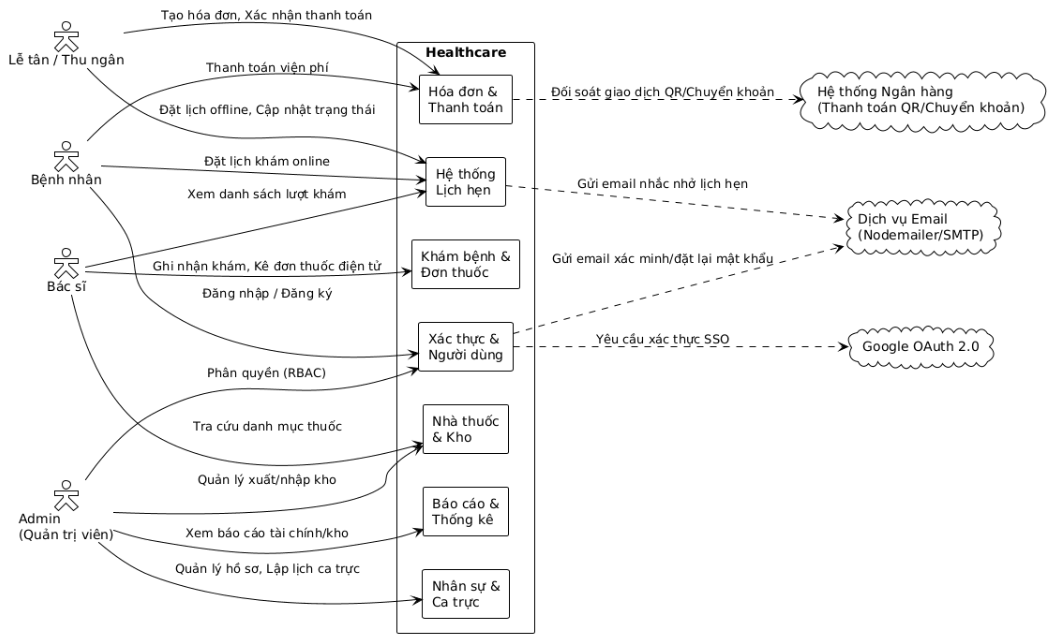 Tạo hóa đơn, Xác nhận thanh toán
Lễ tân / Thu ngân
Healthcare
Thanh toán viện phí
Hóa đơn &
Thanh toán
Đối soát giao dịch QR/Chuyển khoản
Hệ thống Ngân hàng
(Thanh toán QR/Chuyển khoản)
Đặt lịch offline, Cập nhật trạng thái
Bệnh nhân
Đặt lịch khám online
Hệ thống
Lịch hẹn
Gửi email nhắc nhở lịch hẹn
Xem danh sách lượt khám
Dịch vụ Email
(Nodemailer/SMTP)
Bác sĩ
Ghi nhận khám, Kê đơn thuốc điện tử
Khám bệnh &
Đơn thuốc
Gửi email xác minh/đặt lại mật khẩu
Đăng nhập / Đăng ký
Xác thực &
Người dùng
Yêu cầu xác thực SSO
Google OAuth 2.0
Phân quyền (RBAC)
Tra cứu danh mục thuốc
Nhà thuốc
& Kho
Quản lý xuất/nhập kho
Admin
(Quản trị viên)
Xem báo cáo tài chính/kho
Báo cáo &
Thống kê
Quản lý hồ sơ, Lập lịch ca trực
Nhân sự &
Ca trực